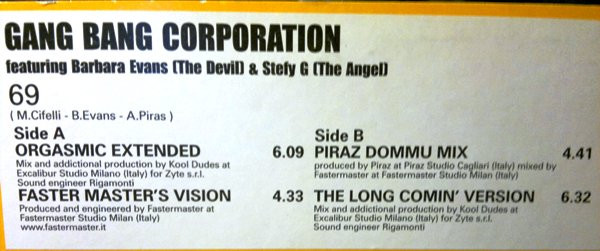 GANG BANG CORPORATION
featuring Barbara Evans (The Devil) & Stefy G (The Angel)
69
( M.Cifelli - B.Evans - A.Piras )
Side A
ORGASMIC EXTENDED 6.09
Mix and addictional production by Kool Dudes at
Excalibur Studio Milano (Italy) for Zyte s.r.l.
Sound engineer Rigamonti
FASTER MASTER'S VISION 4.33
Produced and engineered by Fastermaster at
Fastermaster Studio Milan (Italy)
www.fastermaster.it
Side B
PIRAZ DOMMU MIX 4.41
produced by Piraz at Piraz Studio Cagliari (Italy) mixed by
Fastermaster at Fastermaster Studio Milan (Italy)
THE LONG COMIN' VERSION 6.32
Mix and addictional production by Kool Dudes at
Excalibur Studio Milano (Italy) for Zyte s.r.l.
Sound engineer Rigamonti